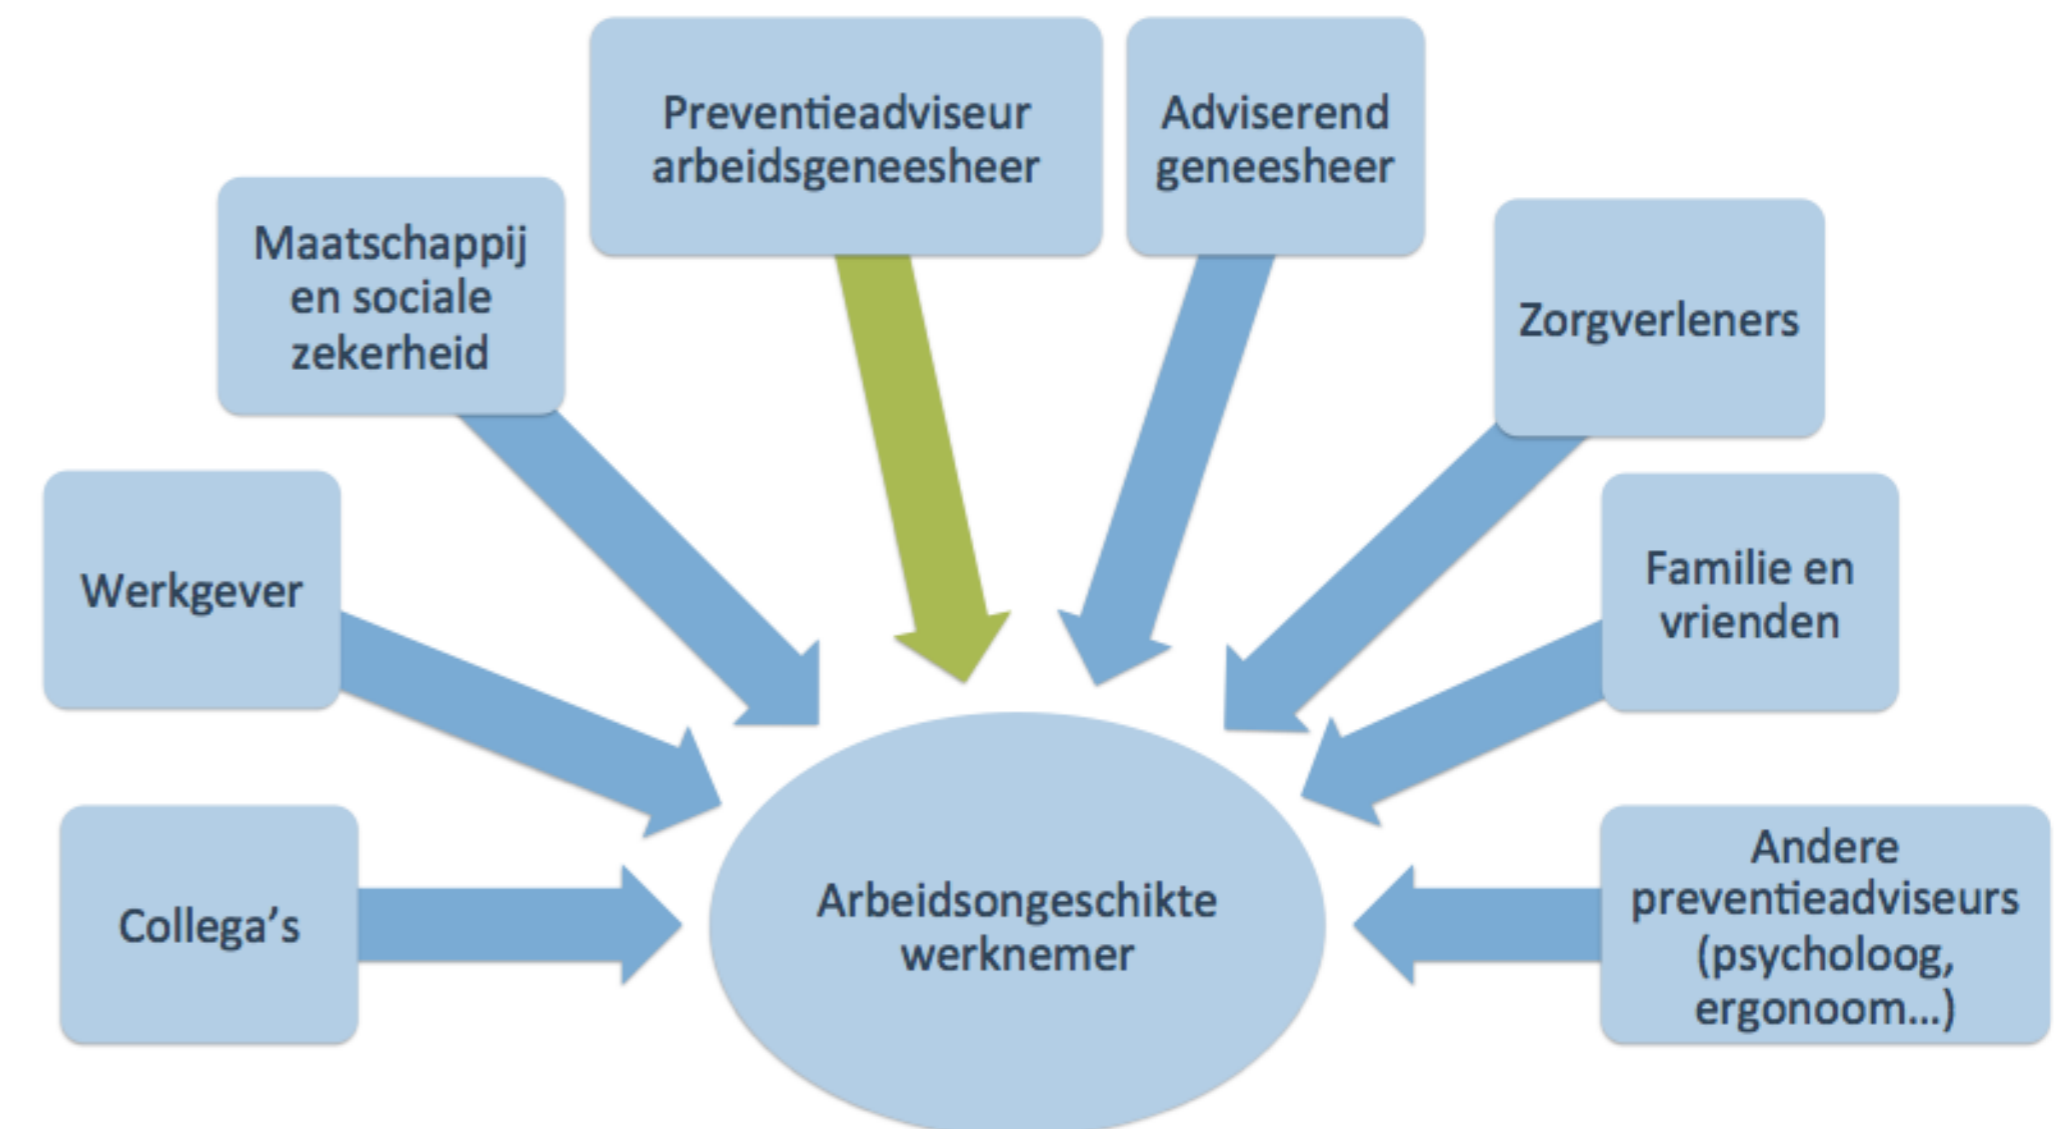 Preventieadviseur
arbeidsgeneesheer
Adviserend
geneesheer
Maatschappij
en sociale
zekerheid
Zorgverleners
Werkgever
Familie en
vrienden
Collega's
Arbeidsongeschikte
werknemer
Andere
preventieadviseurs
(psycholoog,
ergonoom...)